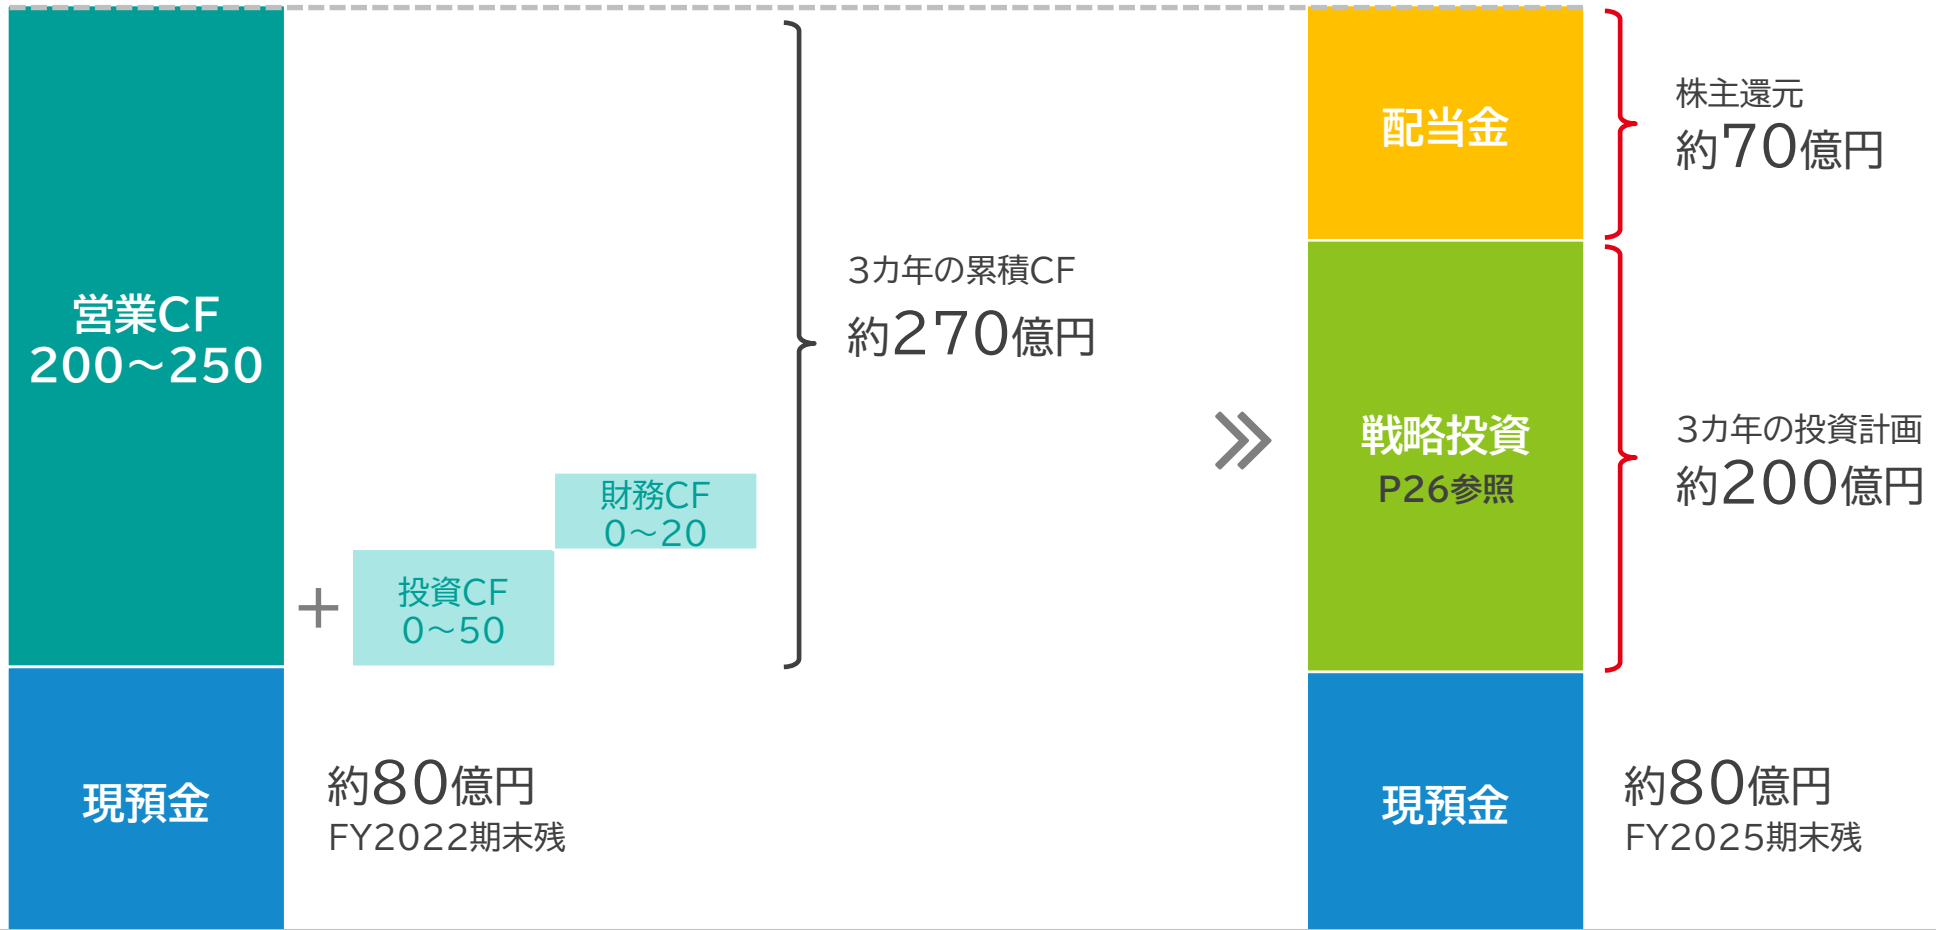 営業CF
200～250
+
投資CF
0～50
財務CF
0～20
3カ年の累積CF
約270億円
現預金
約80億円
FY2022期末残
配当金
株主還元
約70億円
戦略投資
P26参照
3カ年の投資計画
約200億円
現預金
約80億円
FY2025期末残